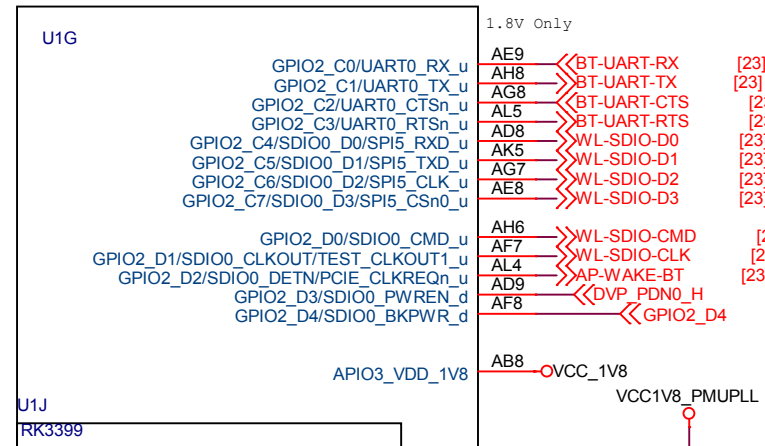 1.8V Only
U1G
GPIO2_C0/UART0_RX_u AE9 BT-UART-RX [23]
GPIO2_C1/UART0_TX_u AH8 BT-UART-TX [23]
GPIO2_C2/UART0_CTSn_u AG8 BT-UART-CTS [2
GPIO2_C3/UART0_RTSn_u AL5 BT-UART-RTS [2
GPIO2_C4/SDIO0_D0/SPI5_RXD_u AD8 WL-SDIO-D0 [23
GPIO2_C5/SDIO0_D1/SPI5_TXD_u AK5 WL-SDIO-D1 [23
GPIO2_C6/SDIO0_D2/SPI5_CLK_u AG7 WL-SDIO-D2 [23
GPIO2_C7/SDIO0_D3/SPI5_CSn0_u AE8 WL-SDIO-D3 [23
GPIO2_D0/SDIO0_CMD_u AH6 WL-SDIO-CMD [2
GPIO2_D1/SDIO0_CLKOUT/TEST_CLKOUT1_u AF7 WL-SDIO-CLK [2
GPIO2_D2/SDIO0_DETN/PCIE_CLKREQn_u AL4 AP-WAKE-BT [23
GPIO2_D3/SDIO0_PWREN_d AD9 DVP_PDN0_H
GPIO2_D4/SDIO0_BKPWR_d AF8 GPIO2_D4
APIO3_VDD_1V8 AB8 VCC_1V8
VCC1V8_PMUPLL
U1J
RK3399